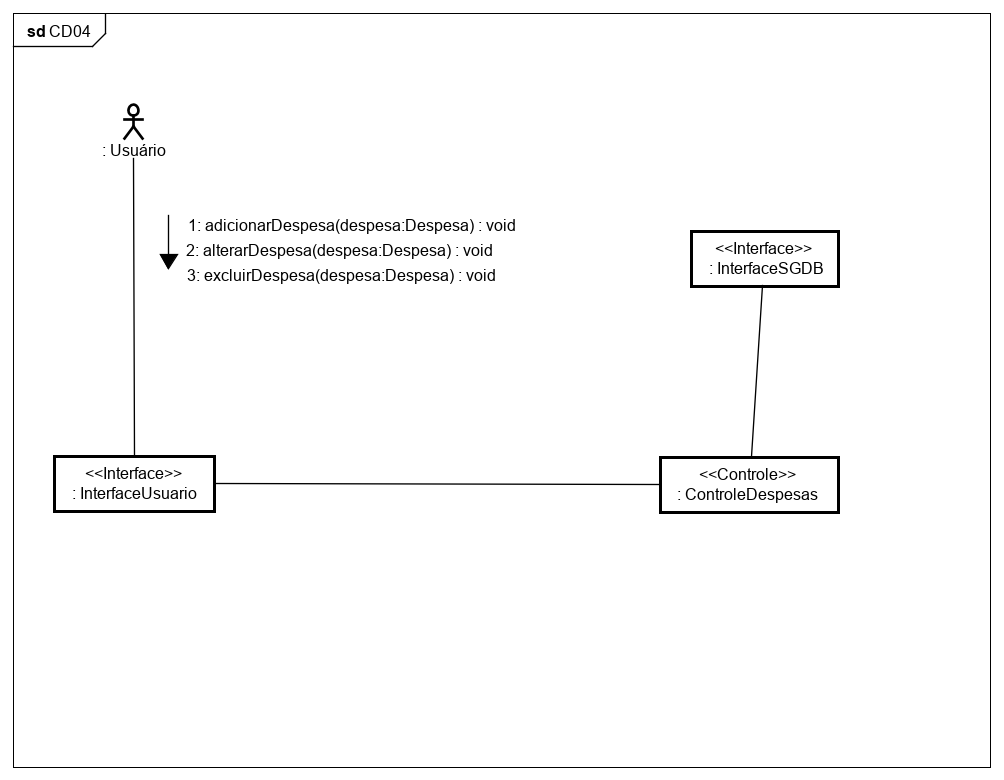 sd CD04
: Usuário
1: adicionarDespesa(despesa:Despesa) : void
2: alterarDespesa(despesa:Despesa) : void
3: excluirDespesa(despesa:Despesa) : void
<<Interface>>
: InterfaceSGDB
<<Interface>>
: InterfaceUsuario
<<Controle>>
: ControleDespesas